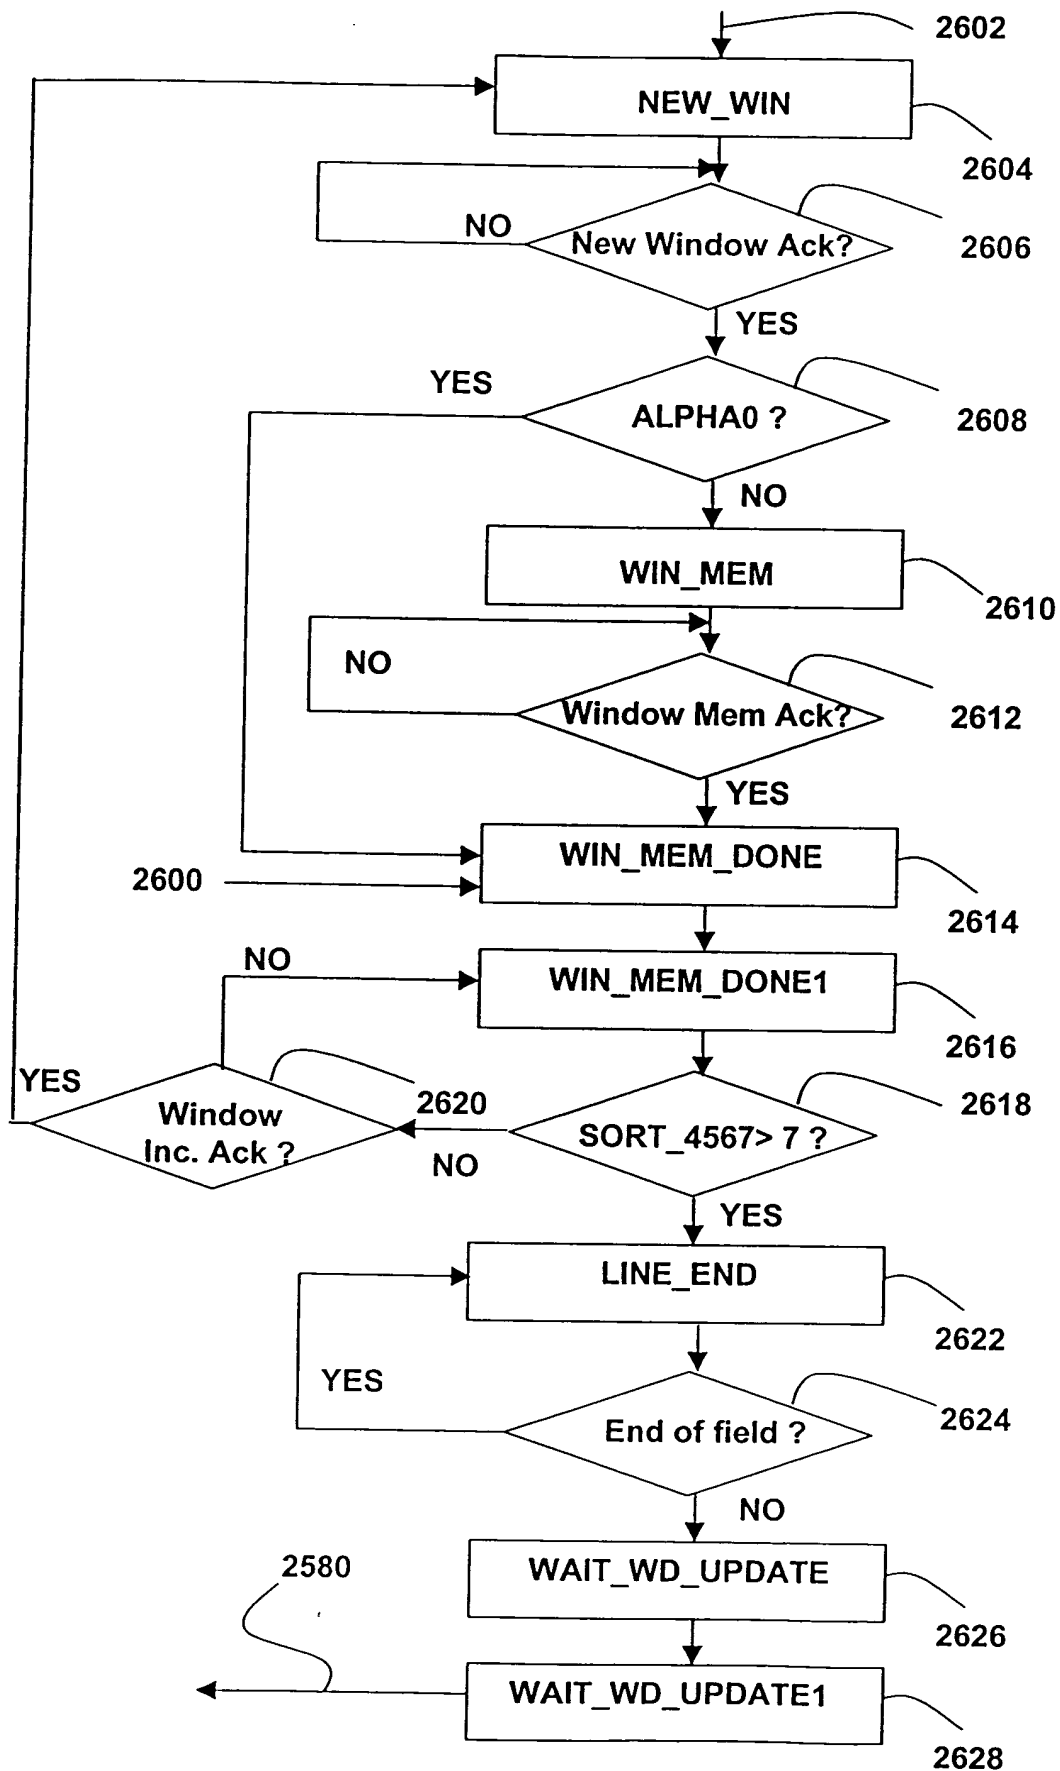 2602
NEW_WIN
2604
NO
New Window Ack?
2606
YES
YES
ALPHA0 ?
2608
NO
WIN_MEM
2610
NO
Window Mem Ack?
2612
YES
WIN_MEM_DONE
2600
2614
NO
WIN_MEM_DONE1
2616
YES
Window
Inc. Ack ?
2620
NO
SORT_4567> 7 ?
2618
YES
LINE_END
2622
YES
End of field ?
2624
NO
WAIT_WD_UPDATE
2580
2626
WAIT_WD_UPDATE1
2628